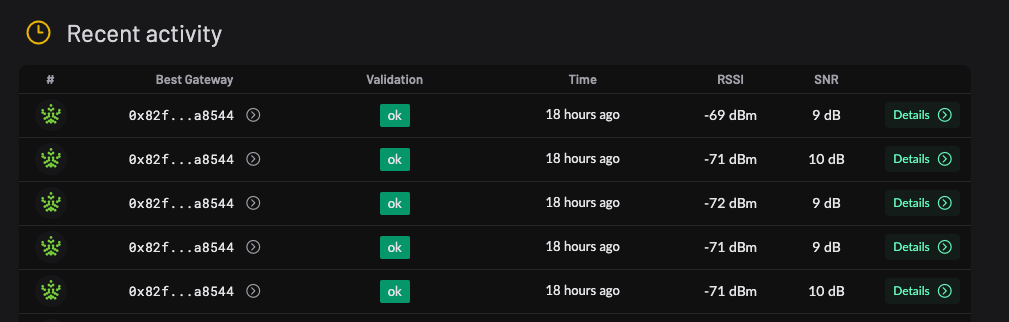 Recent activity
# Best Gateway Validation Time RSSI SNR
0x82f...a8544 ok 18 hours ago -69 dBm 9 dB Details
0x82f...a8544 ok 18 hours ago -71 dBm 10 dB Details
0x82f...a8544 ok 18 hours ago -72 dBm 9 dB Details
0x82f...a8544 ok 18 hours ago -71 dBm 9 dB Details
0x82f...a8544 ok 18 hours ago -71 dBm 10 dB Details